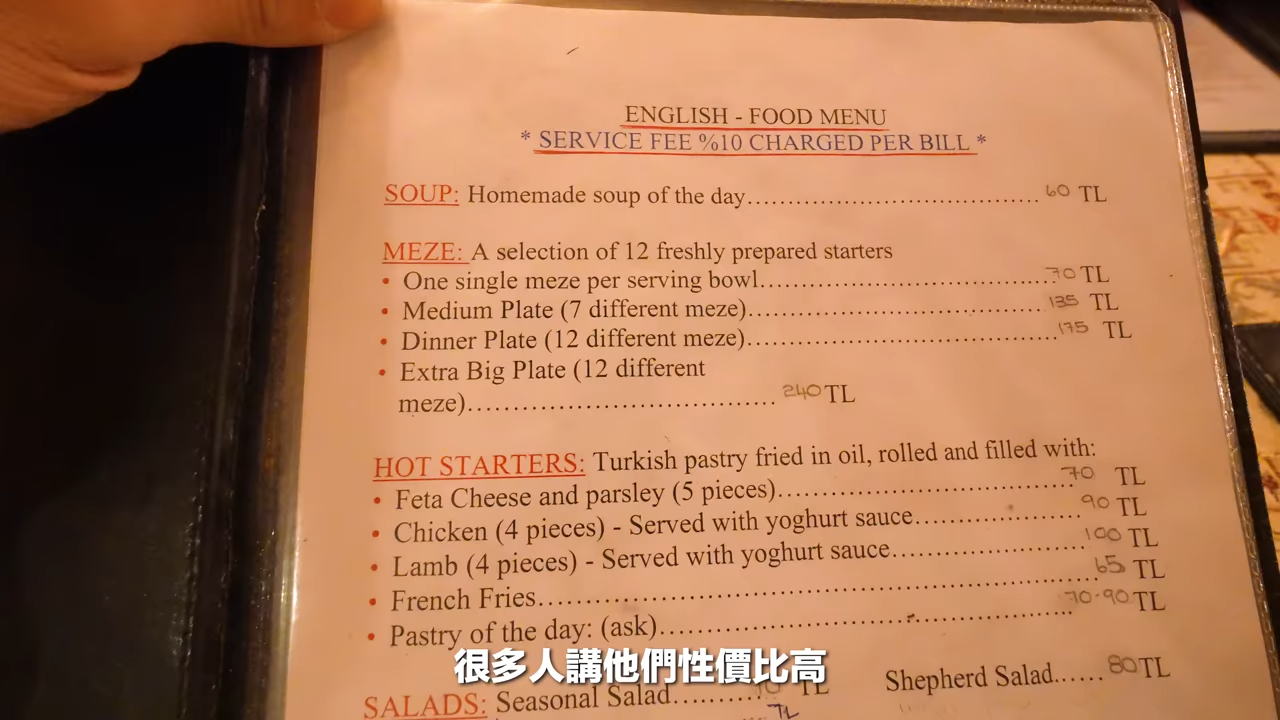 ENGLISH - FOOD MENU
* SERVICE FEE %10 CHARGED PER BILL *
SOUP: Homemade soup of the day........................................ 60 TL
MEZE: A selection of 12 freshly prepared starters
• One single meze per serving bowl........................................ 70 TL
• Medium Plate (7 different meze)........................................ 135 TL
• Dinner Plate (12 different meze)........................................ 175 TL
• Extra Big Plate (12 different
meze).................................. 240 TL
HOT STARTERS: Turkish pastry fried in oil, rolled and filled with:
• Feta Cheese and parsley (5 pieces)..................................... 70 TL
• Chicken (4 pieces) - Served with yoghurt sauce...................... 90 TL
• Lamb (4 pieces) - Served with yoghurt sauce......................... 100 TL
• French Fries............................................................ 65 TL
• Pastry of the day: (ask)................................................ 70-90 TL
SALADS: Seasonal Salad.......... TL Shepherd Salad...... 80 TL
TL
很多人講他們性價比高